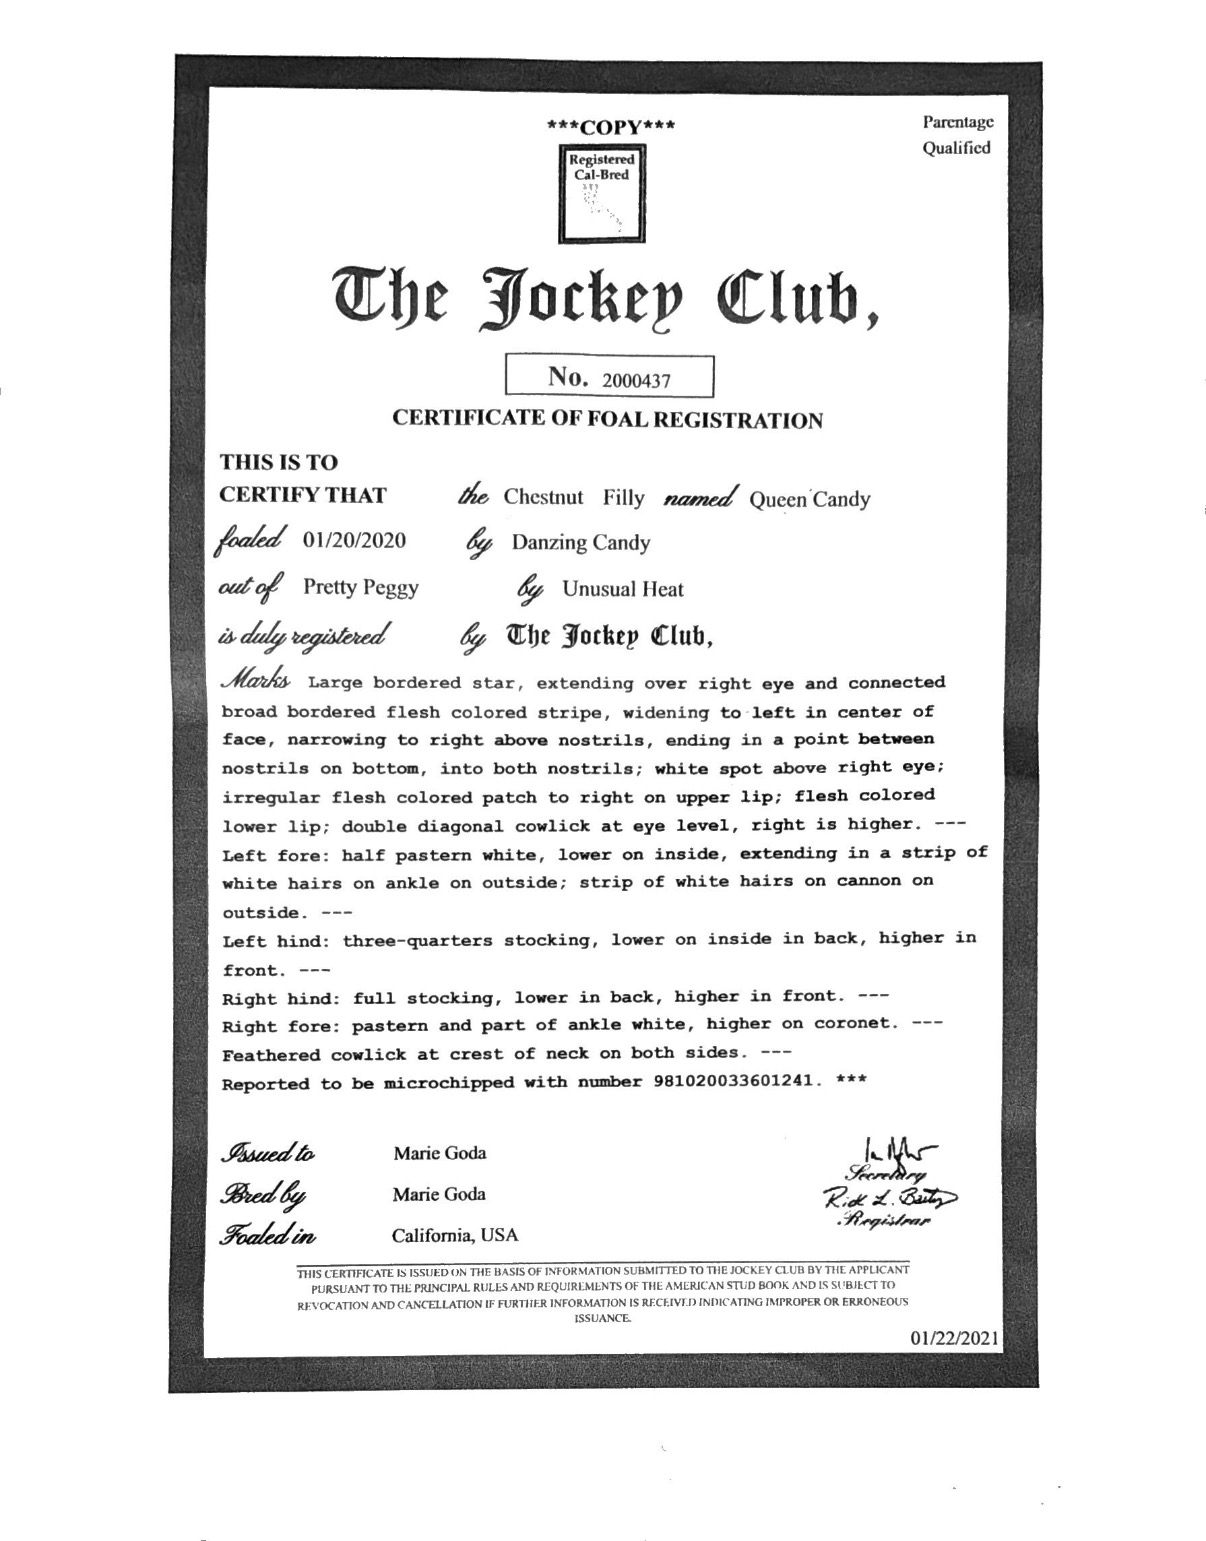 ***COPY***
Parentage
Qualified
Registered
Cal-Bred
The Jockey Club,
No. 2000437
CERTIFICATE OF FOAL REGISTRATION
THIS IS TO
CERTIFY THAT the Chestnut Filly named Queen Candy
foaled 01/20/2020 by Danzing Candy
out of Pretty Peggy by Unusual Heat
is duly registered by The Jockey Club,
Marks Large bordered star, extending over right eye and connected
broad bordered flesh colored stripe, widening to left in center of
face, narrowing to right above nostrils, ending in a point between
nostrils on bottom, into both nostrils; white spot above right eye;
irregular flesh colored patch to right on upper lip; flesh colored
lower lip; double diagonal cowlick at eye level, right is higher. ---
Left fore: half pastern white, lower on inside, extending in a strip of
white hairs on ankle on outside; strip of white hairs on cannon on
outside. ---
Left hind: three-quarters stocking, lower on inside in back, higher in
front. ---
Right hind: full stocking, lower in back, higher in front. ---
Right fore: pastern and part of ankle white, higher on coronet. ---
Feathered cowlick at crest of neck on both sides. ---
Reported to be microchipped with number 981020033601241. ***
Issued to Marie Goda
Secretary
Bred by Marie Goda
Rick L. Bailey
Registrar
Foaled in California, USA
THIS CERTIFICATE IS ISSUED ON THE BASIS OF INFORMATION SUBMITTED TO THE JOCKEY CLUB BY THE APPLICANT
PURSUANT TO THE PRINCIPAL RULES AND REQUIREMENTS OF THE AMERICAN STUD BOOK AND IS SUBJECT TO
REVOCATION AND CANCELLATION IF FURTHER INFORMATION IS RECEIVED INDICATING IMPROPER OR ERRONEOUS
ISSUANCE.
01/22/2021